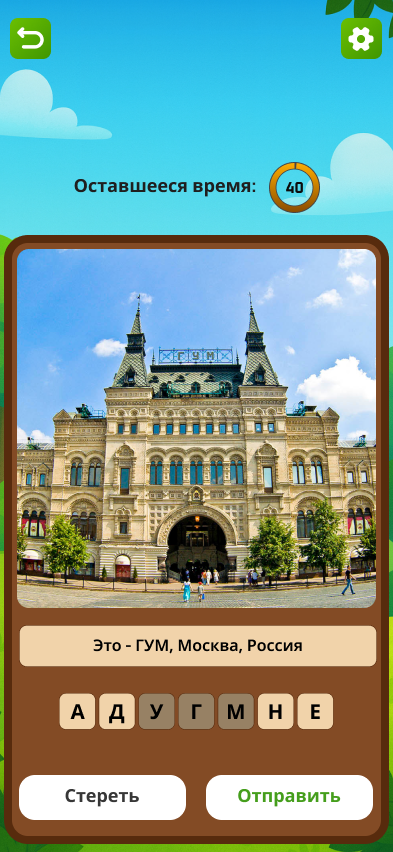 Оставшееся время: 40
ГУМ
Это - ГУМ, Москва, Россия
А Д У Г М Н Е
Стереть Отправить